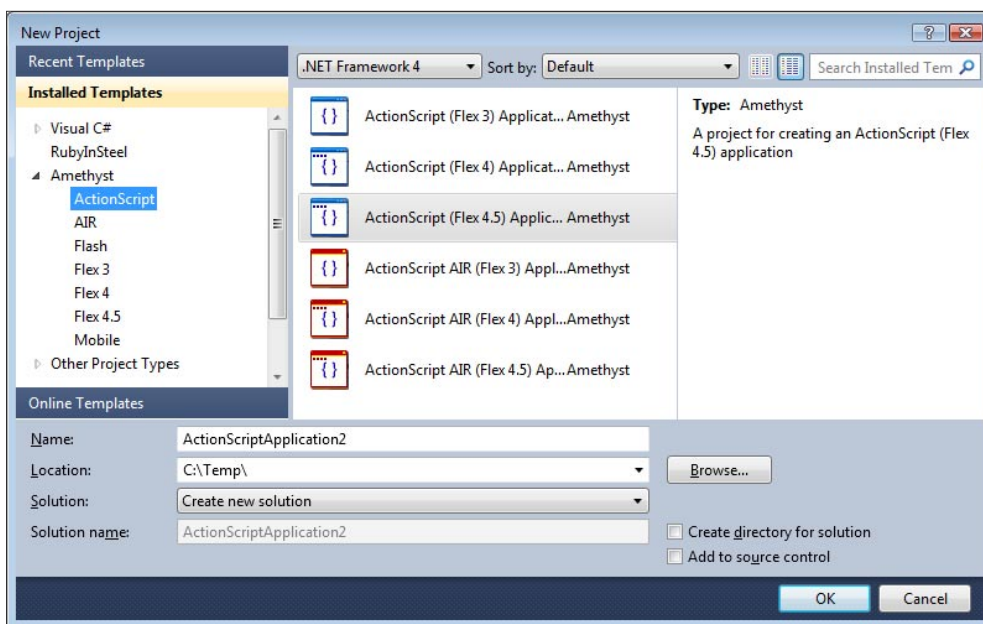 New Project
Recent Templates
.NET Framework 4
Sort by: Default
Search Installed Tem
Installed Templates
Visual C#
RubyInSteel
Amethyst
ActionScript
AIR
Flash
Flex 3
Flex 4
Flex 4.5
Mobile
Other Project Types
Online Templates
{ } ActionScript (Flex 3) Applicat... Amethyst
{ } ActionScript (Flex 4) Applicat... Amethyst
{ } ActionScript (Flex 4.5) Applic... Amethyst
{ } ActionScript AIR (Flex 3) Appl... Amethyst
{ } ActionScript AIR (Flex 4) Appl... Amethyst
{ } ActionScript AIR (Flex 4.5) Ap... Amethyst
Type: Amethyst
A project for creating an ActionScript (Flex
4.5) application
Name: ActionScriptApplication2
Location: C:\Temp\
Browse...
Solution: Create new solution
Solution name: ActionScriptApplication2
Create directory for solution
Add to source control
OK
Cancel